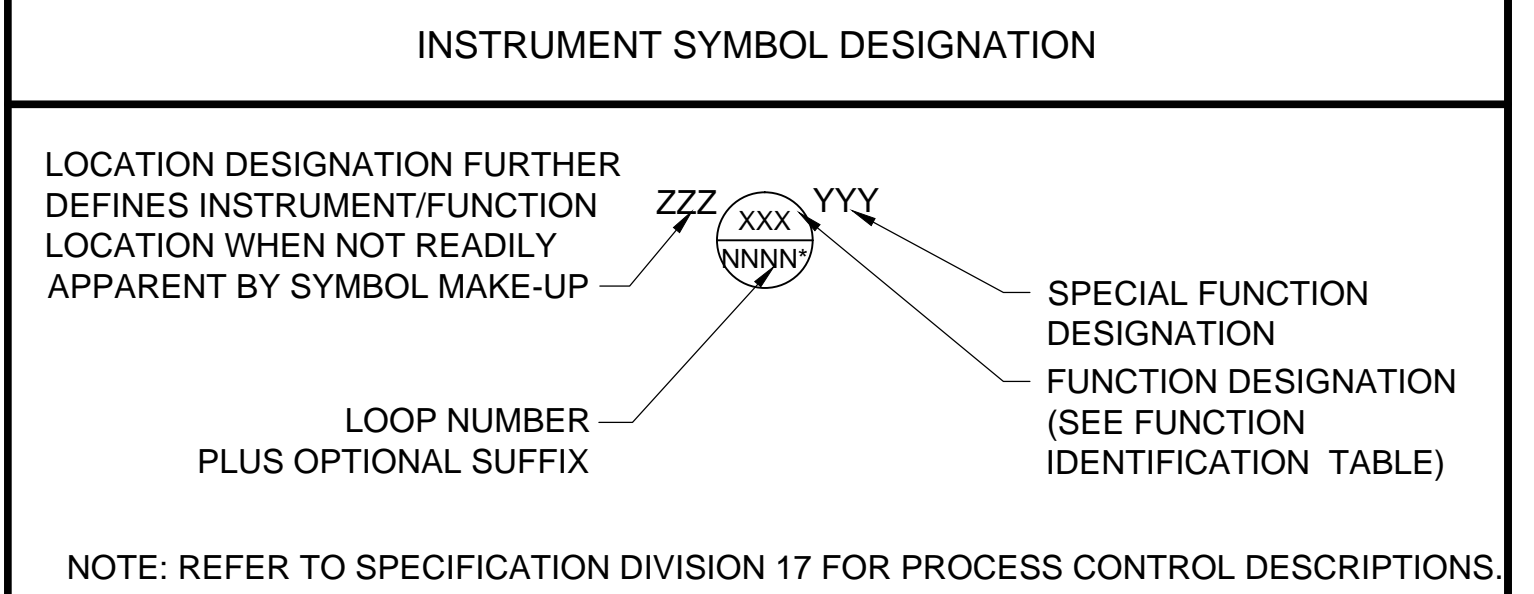 INSTRUMENT SYMBOL DESIGNATION
LOCATION DESIGNATION FURTHER
DEFINES INSTRUMENT/FUNCTION
LOCATION WHEN NOT READILY
APPARENT BY SYMBOL MAKE-UP
ZZZ
XXX
YYY
NNNN*
SPECIAL FUNCTION
DESIGNATION
FUNCTION DESIGNATION
(SEE FUNCTION
IDENTIFICATION TABLE)
LOOP NUMBER
PLUS OPTIONAL SUFFIX
NOTE: REFER TO SPECIFICATION DIVISION 17 FOR PROCESS CONTROL DESCRIPTIONS.